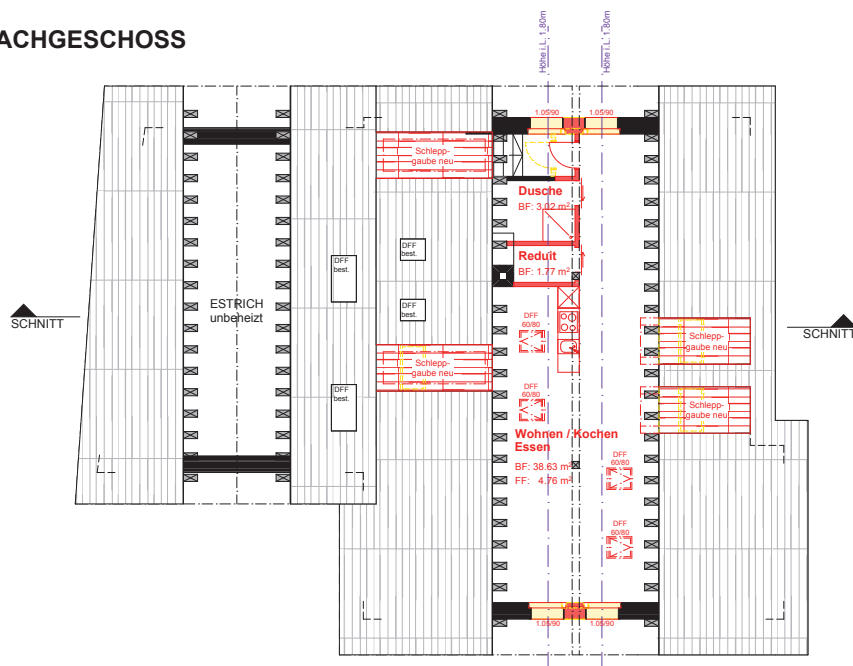 ACHGESCHOSS
Höhe i.L. 1.80m
Höhe i.L. 1.80m
1.05/90
1.05/90
Schlepp-
gaube neu
Dusche
BF: 3.02 m²
DFF
best.
DFF
best.
Reduit
BF: 1.77 m²
ESTRICH
unbeheizt
DFF
best.
SCHNITT
SCHNITT
DFF
60/80
Schlepp-
gaube neu
Schlepp-
gaube neu
DFF
best.
DFF
60/80
Schlepp-
gaube neu
Wohnen / Kochen
Essen
BF: 38.63 m²
FF: 4.76 m²
DFF
60/80
DFF
60/80
1.05/90
1.05/90